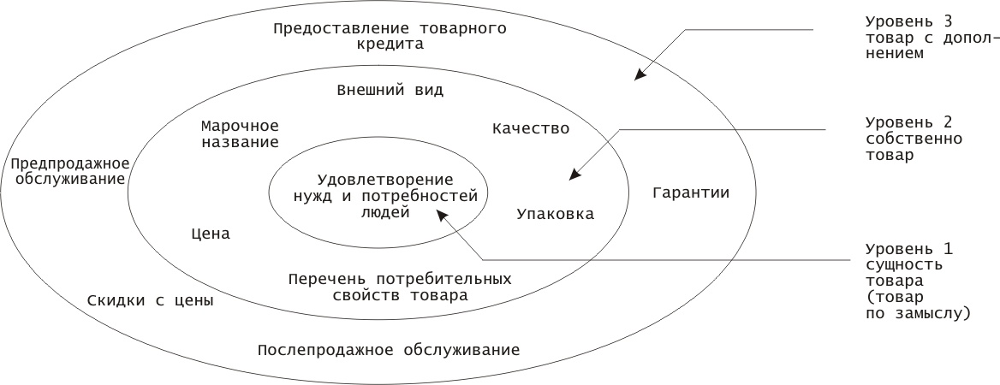 Предоставление товарного
кредита
Внешний вид
Марочное
название
Качество
Предпродажное
обслуживание
Удовлетворение
нужд и потребностей
людей
Гарантии
Упаковка
Цена
Перечень потребительных
свойств товара
Скидки с цены
Послепродажное обслуживание
Уровень 3
товар с допол-
нением
Уровень 2
собственно
товар
Уровень 1
сущность
товара
(товар
по замыслу)